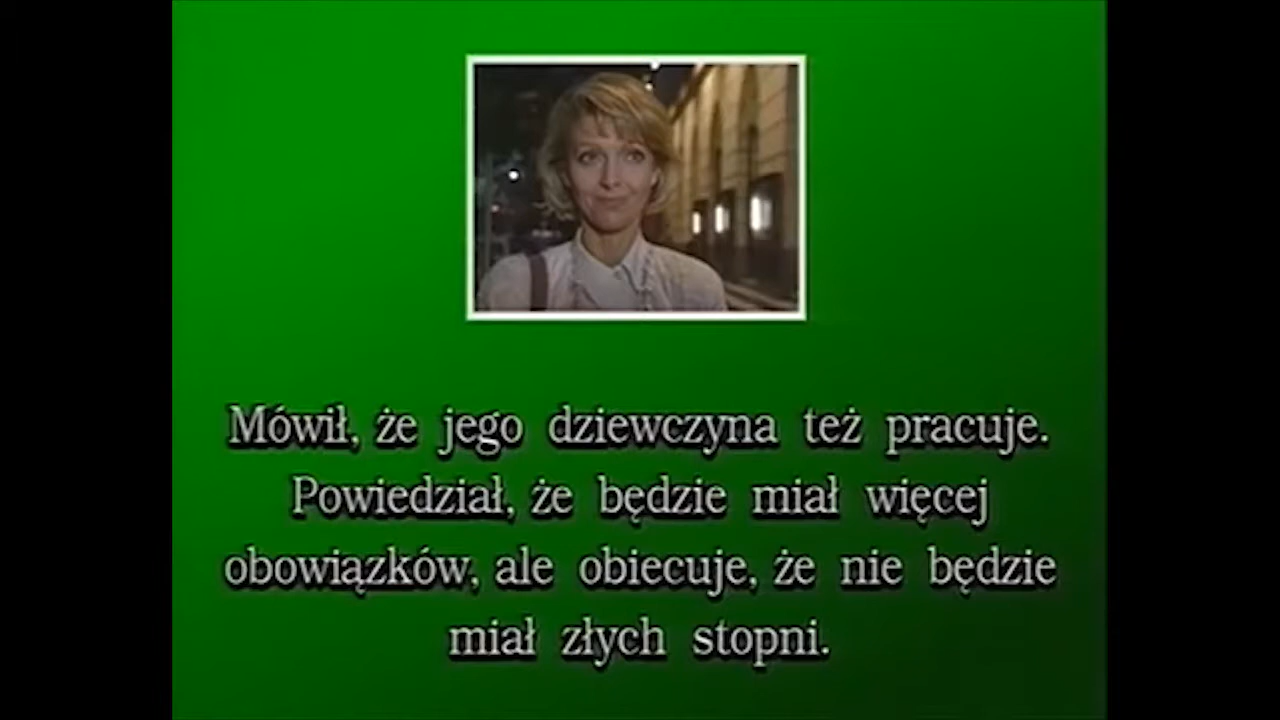 Mówił, że jego dziewczyna też pracuje.
Powiedział, że będzie miał więcej
obowiązków, ale obiecuje, że nie będzie
miał złych stopni.